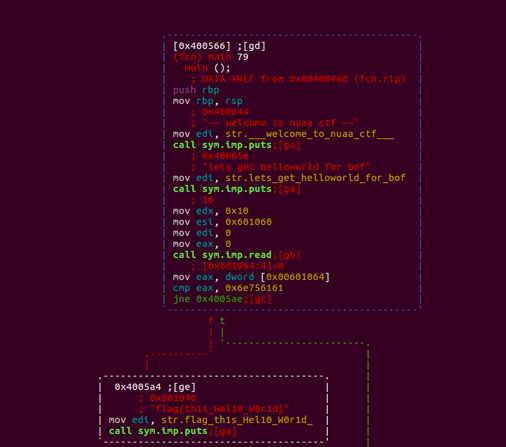 [0x400566] ;[gd]
(fcn) main 79
main ();
; DATA XREF from 0x0040048d (fcn.rip)
push rbp
mov rbp, rsp
; 0x400644
; "~~ welcome to nuaa ctf ~~"
mov edi, str.___welcome_to_nuaa_ctf___
call sym.imp.puts;[ga]
; 0x40065e
; "lets get helloworld for bof"
mov edi, str.lets_get_helloworld_for_bof
call sym.imp.puts;[ga]
; 16
mov edx, 0x10
mov esi, 0x601060
mov edi, 0
mov eax, 0
call sym.imp.read;[gb]
; [0x601064:4]=0
mov eax, dword [0x00601064]
cmp eax, 0x6e756161
jne 0x4005ae;[gc]
f t
0x4005a4 ;[ge]
; 0x601040
; "flag{th1s_Hel10_W0r1d}"
mov edi, str.flag_th1s_Hel10_W0r1d_
call sym.imp.puts;[ga]